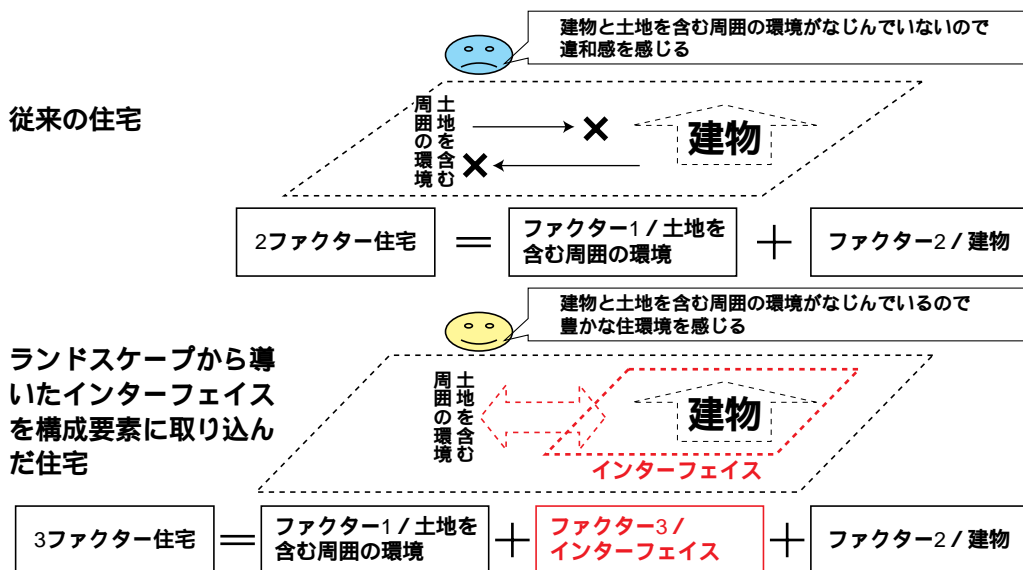 建物と土地を含む周囲の環境がなじんでいないので
違和感を感じる
従来の住宅
土地を含む
周囲の環境
建物
2ファクター住宅
＝
ファクター1／土地を
含む周囲の環境
＋
ファクター2／建物
建物と土地を含む周囲の環境がなじんでいるので
豊かな住環境を感じる
ランドスケープから導
いたインターフェイス
を構成要素に取り込ん
だ住宅
土地を含む
周囲の環境
建物
インターフェイス
3ファクター住宅
＝
ファクター1／土地を
含む周囲の環境
＋
ファクター3／
インターフェイス
＋
ファクター2／建物